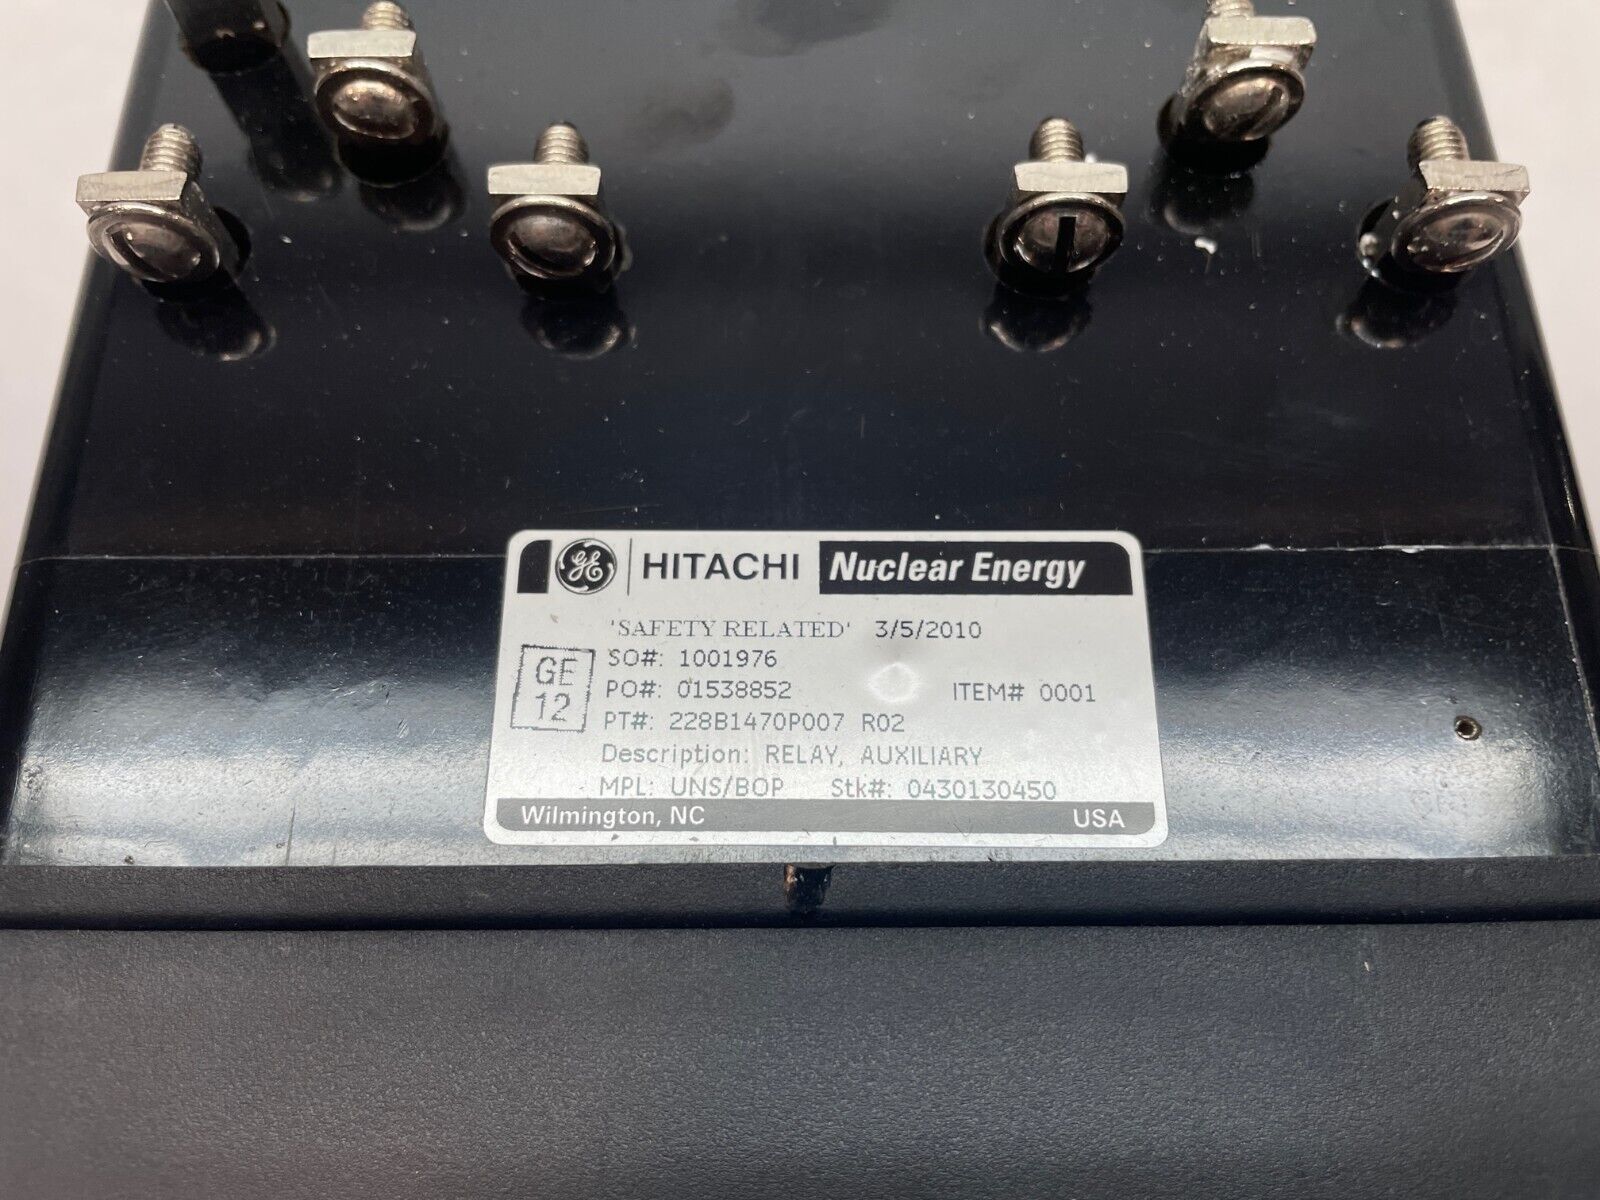 GE HITACHI Nuclear Energy
'SAFETY RELATED' 3/5/2010
GE
12
SO#: 1001976
PO#: 01538852 ITEM# 0001
PT#: 228B1470P007 R02
Description: RELAY, AUXILIARY
MPL: UNS/BOP Stk#: 0430130450
Wilmington, NC USA